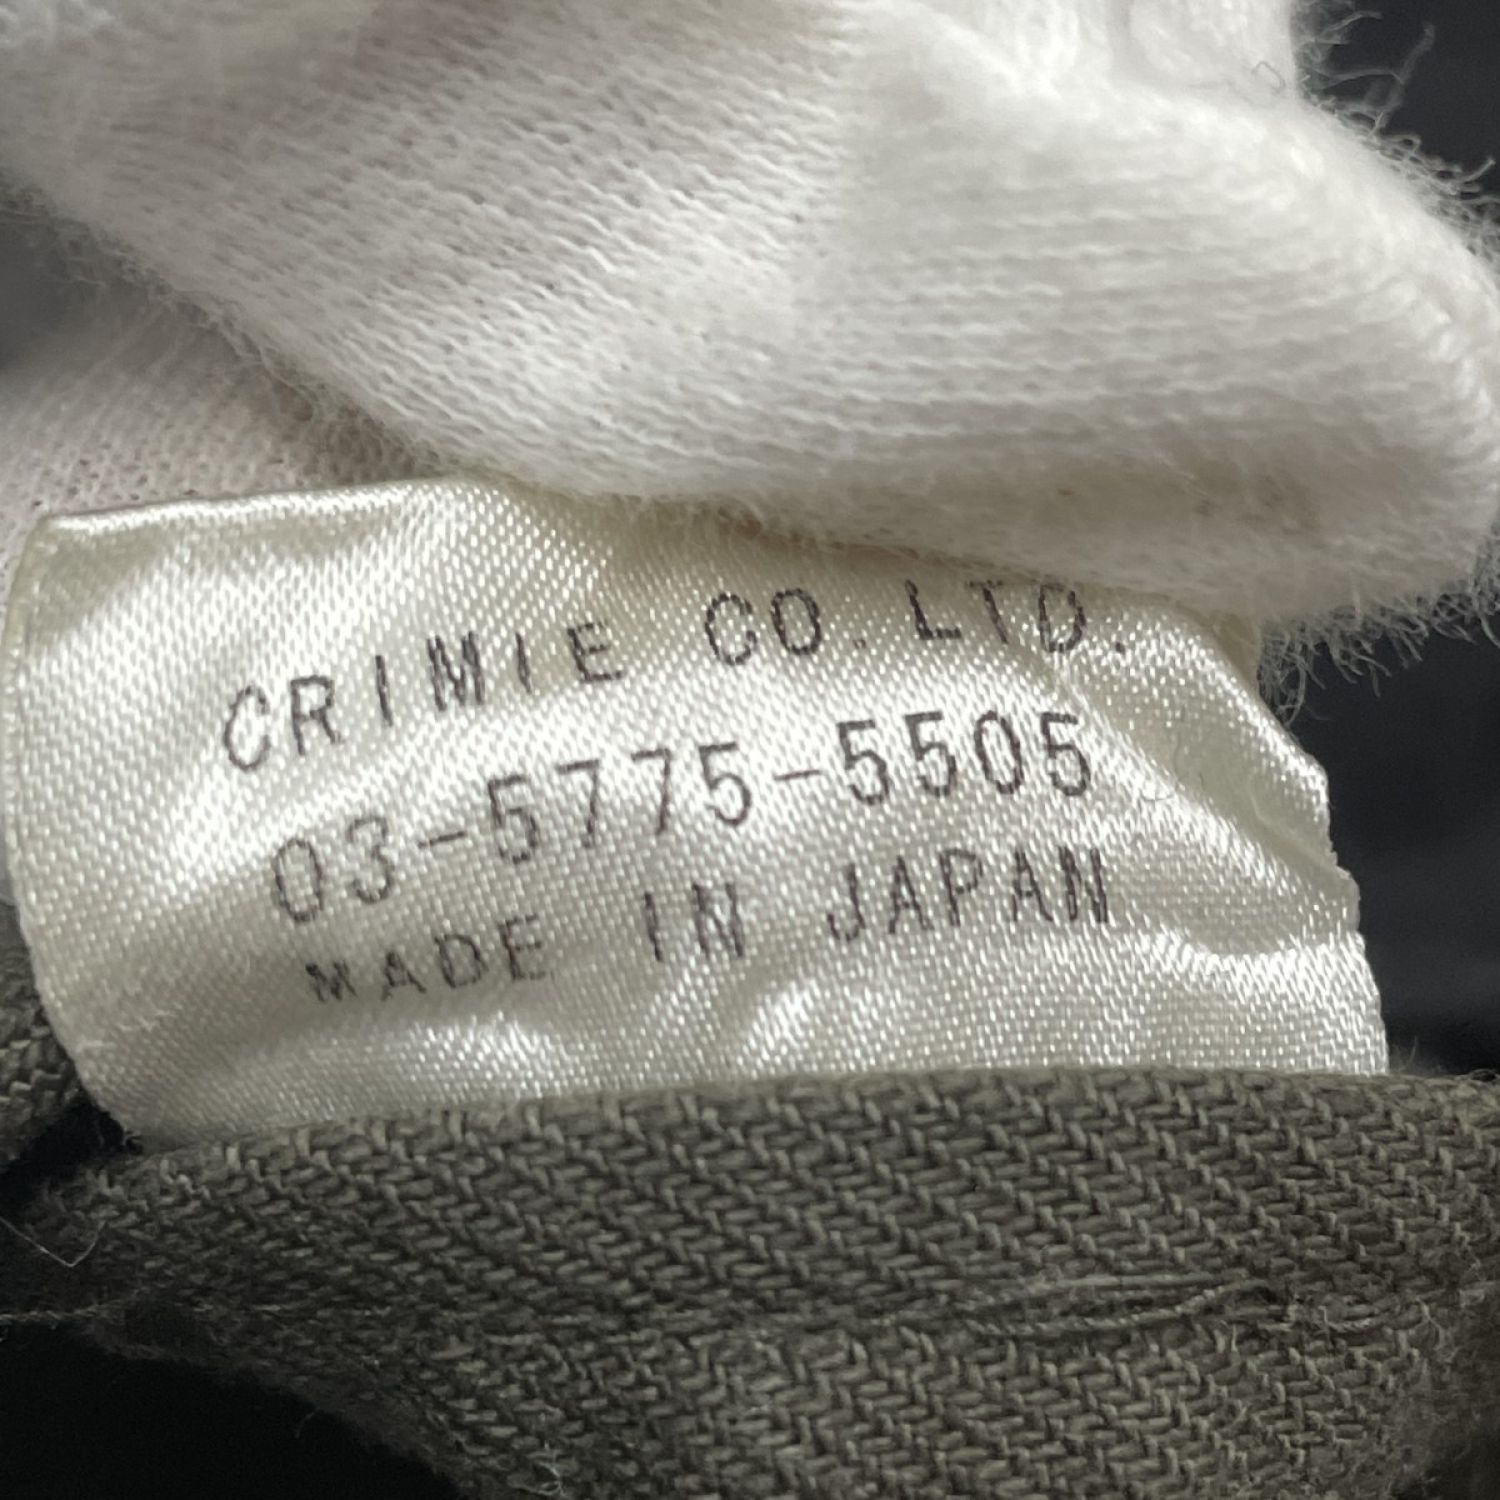 CRIMIE CO.LTD.
03-5775-5505
MADE IN JAPAN